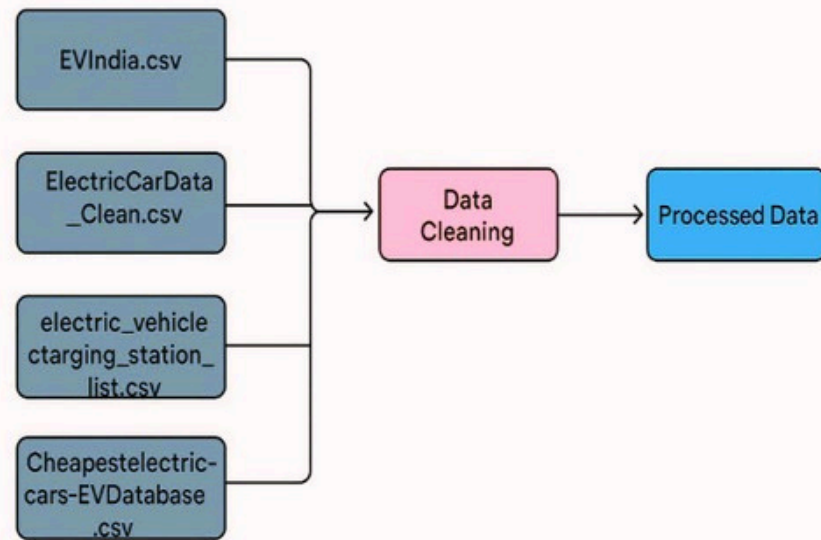 EVIndia.csv
ElectricCarData
_Clean.csv
electric_vehicle
ctarging_station_
list.csv
Cheapestelectric-
cars-EVDatabase
.csv
Data
Cleaning
Processed Data